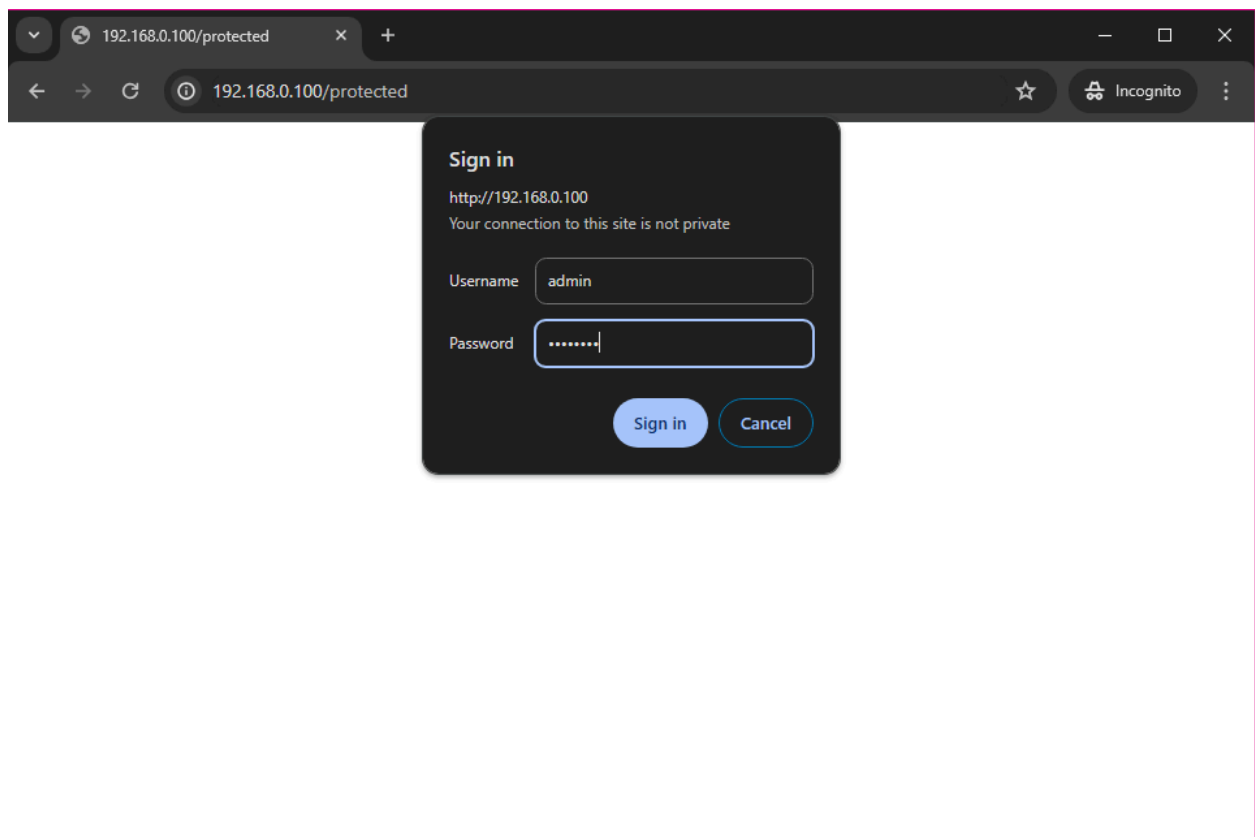 192.168.0.100/protected
192.168.0.100/protected
Incognito
Sign in
http://192.168.0.100
Your connection to this site is not private
Username admin
Password ••••••••
Sign in Cancel